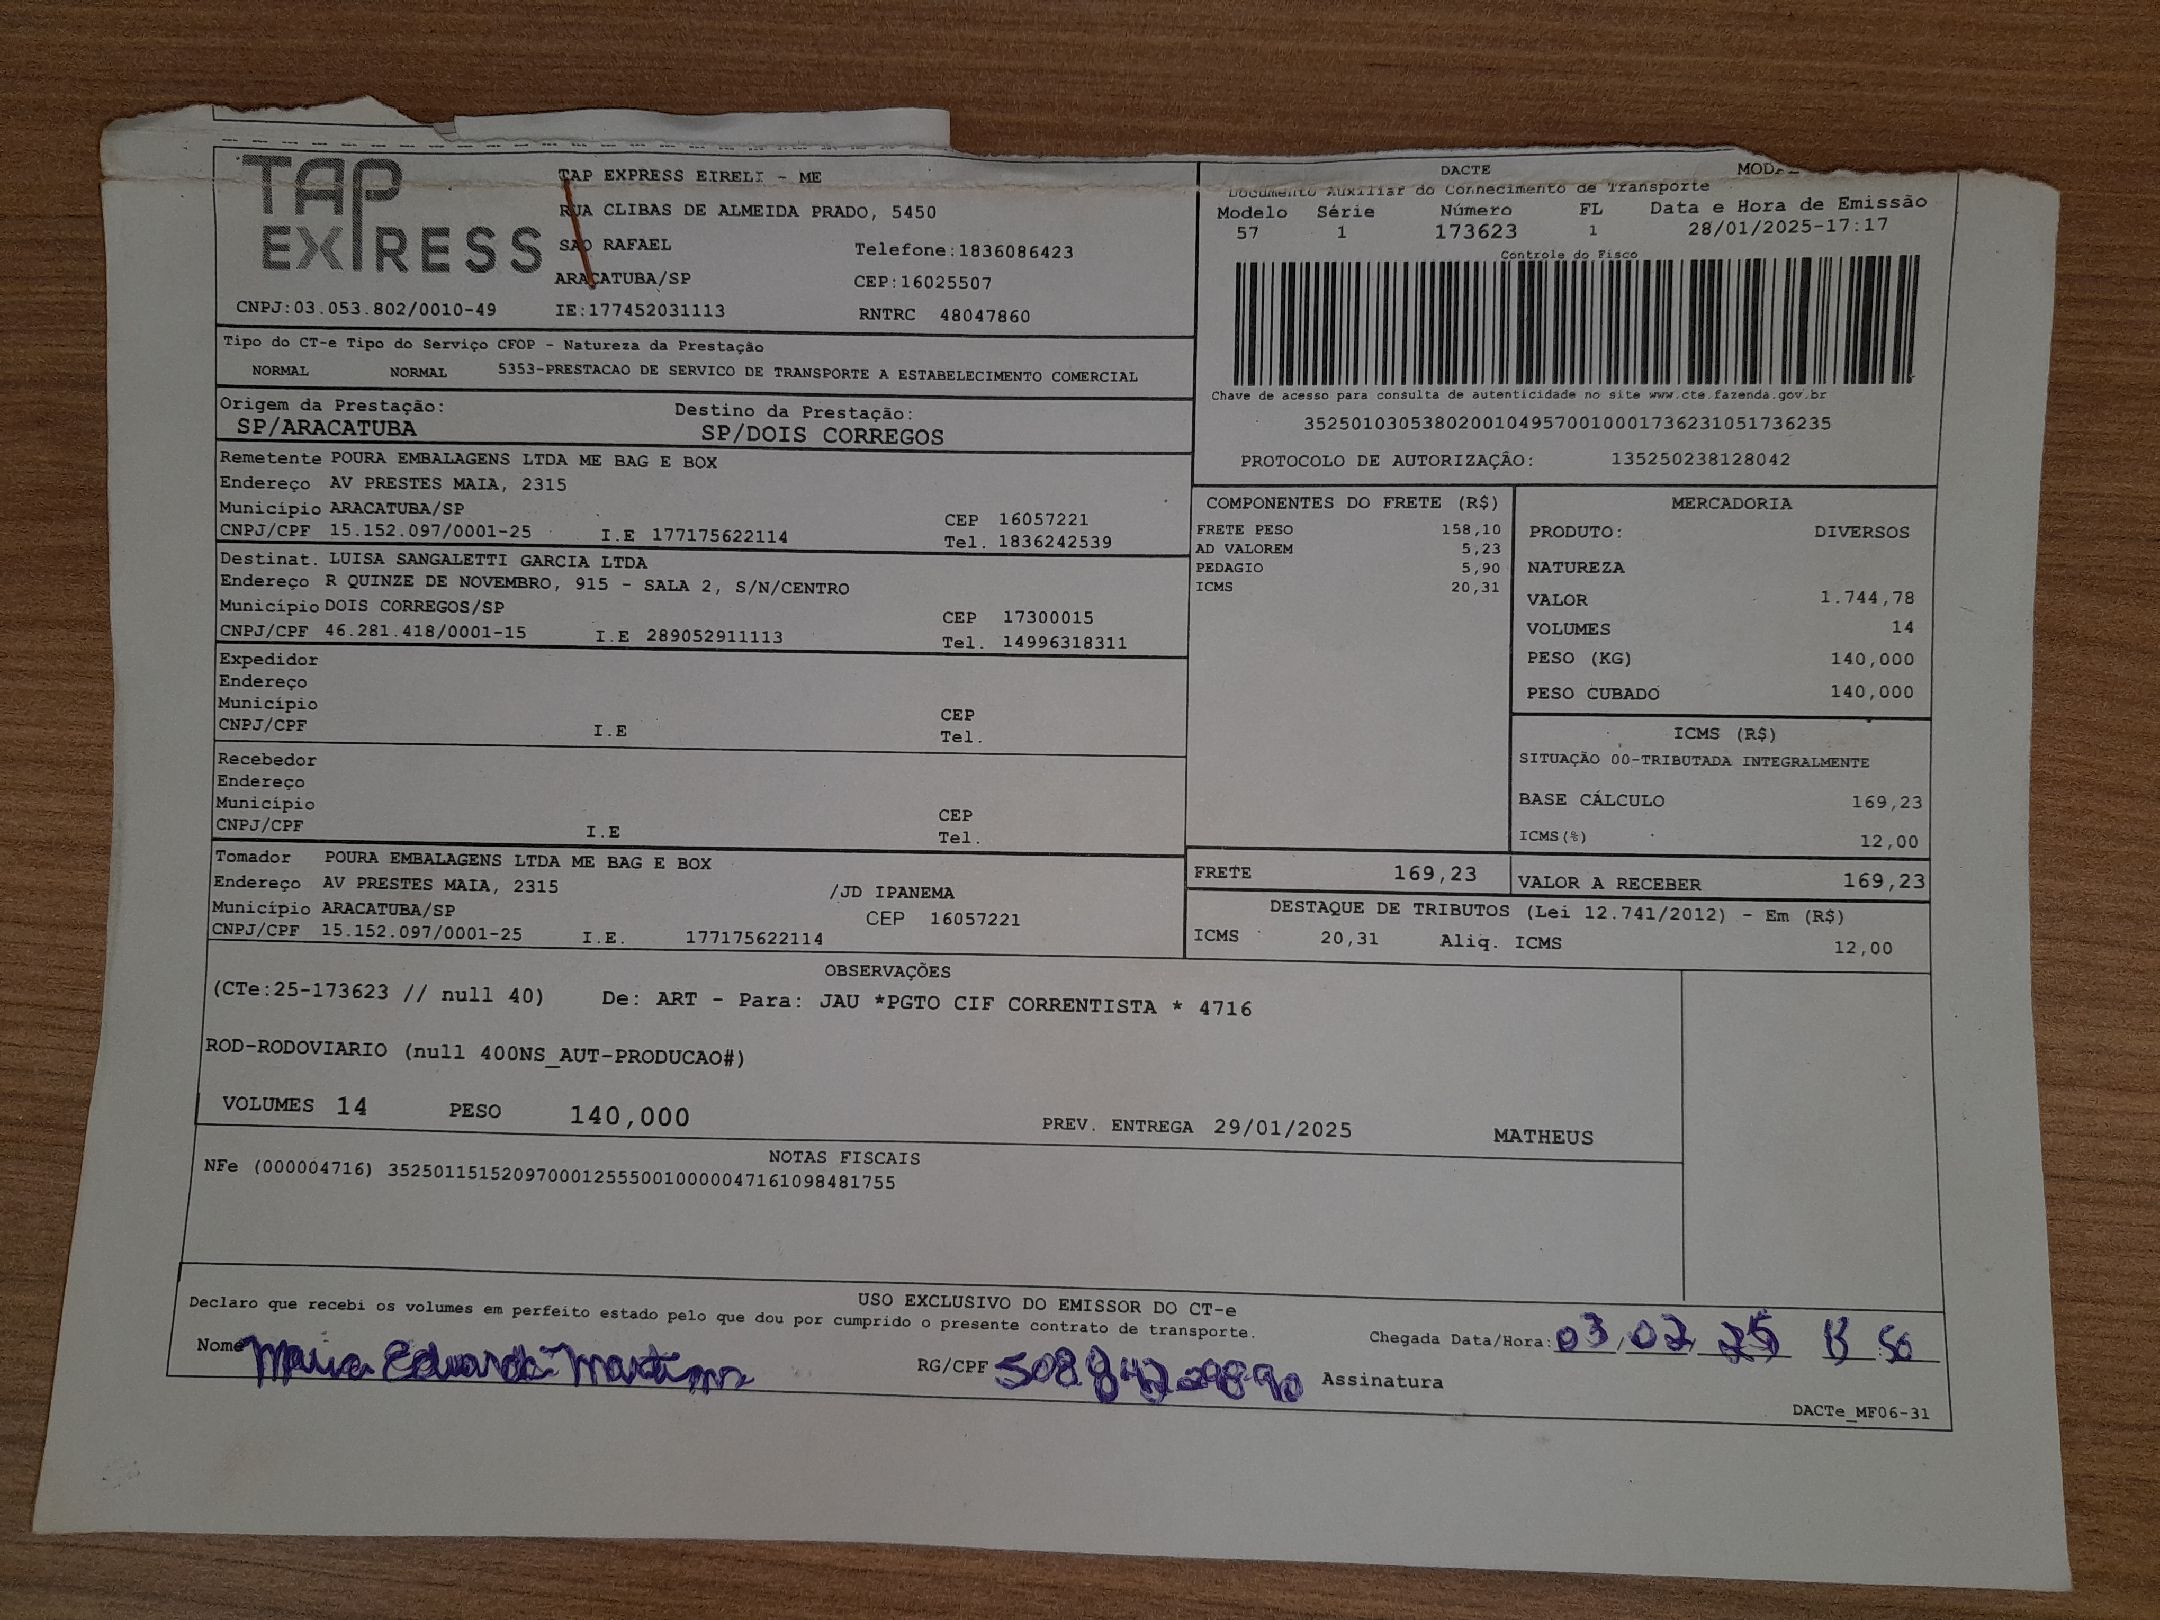 TAP EXPRESS
TAP EXPRESS EIRELI - ME
RUA CLIBAS DE ALMEIDA PRADO, 5450
SAO RAFAEL Telefone:1836086423
ARACATUBA/SP CEP:16025507
CNPJ:03.053.802/0010-49 IE:177452031113 RNTRC 48047860
DACTE
Documento Auxiliar do Conhecimento de Transporte
Modelo Série Número FL Data e Hora de Emissão
57 1 173623 1 28/01/2025-17:17
Controle do Fisco
Chave de acesso para consulta de autenticidade no site www.cte.fazenda.gov.br
35250103053802001049570010001736231051736235
PROTOCOLO DE AUTORIZAÇÃO: 135250238128042
Tipo do CT-e Tipo do Serviço CFOP - Natureza da Prestação
NORMAL NORMAL 5353-PRESTACAO DE SERVICO DE TRANSPORTE A ESTABELECIMENTO COMERCIAL
Origem da Prestação: Destino da Prestação:
SP/ARACATUBA SP/DOIS CORREGOS
Remetente POURA EMBALAGENS LTDA ME BAG E BOX
Endereço AV PRESTES MAIA, 2315
Município ARACATUBA/SP CEP 16057221
CNPJ/CPF 15.152.097/0001-25 I.E 177175622114 Tel. 1836242539
Destinat. LUISA SANGALETTI GARCIA LTDA
Endereço R QUINZE DE NOVEMBRO, 915 - SALA 2, S/N/CENTRO
Município DOIS CORREGOS/SP CEP 17300015
CNPJ/CPF 46.281.418/0001-15 I.E 289052911113 Tel. 14996318311
Expedidor
Endereço
Município CEP
CNPJ/CPF I.E Tel.
Recebedor
Endereço
Município CEP
CNPJ/CPF I.E Tel.
Tomador POURA EMBALAGENS LTDA ME BAG E BOX
Endereço AV PRESTES MAIA, 2315 /JD IPANEMA
Município ARACATUBA/SP CEP 16057221
CNPJ/CPF 15.152.097/0001-25 I.E. 177175622114
COMPONENTES DO FRETE (R$)
FRETE PESO 158,10
AD VALOREM 5,23
PEDAGIO 5,90
ICMS 20,31
MERCADORIA
PRODUTO: DIVERSOS
NATUREZA
VALOR 1.744,78
VOLUMES 14
PESO (KG) 140,000
PESO CUBADO 140,000
ICMS (R$)
SITUAÇÃO 00-TRIBUTADA INTEGRALMENTE
BASE CÁLCULO 169,23
ICMS(%) 12,00
FRETE 169,23 VALOR A RECEBER 169,23
DESTAQUE DE TRIBUTOS (Lei 12.741/2012) - Em (R$)
ICMS 20,31 Aliq. ICMS 12,00
OBSERVAÇÕES
(CTe:25-173623 // null 40) De: ART - Para: JAU *PGTO CIF CORRENTISTA * 4716
ROD-RODOVIARIO (null 400NS_AUT-PRODUCAO#)
VOLUMES 14 PESO 140,000 PREV. ENTREGA 29/01/2025 MATHEUS
NOTAS FISCAIS
NFe (000004716) 35250115152097000125550010000047161098481755
USO EXCLUSIVO DO EMISSOR DO CT-e
Declaro que recebi os volumes em perfeito estado pelo que dou por cumprido o presente contrato de transporte.
Nome Maria Eduarda Martins RG/CPF Assinatura Chegada Data/Hora: 03/02 25
DACTe_MF06-31